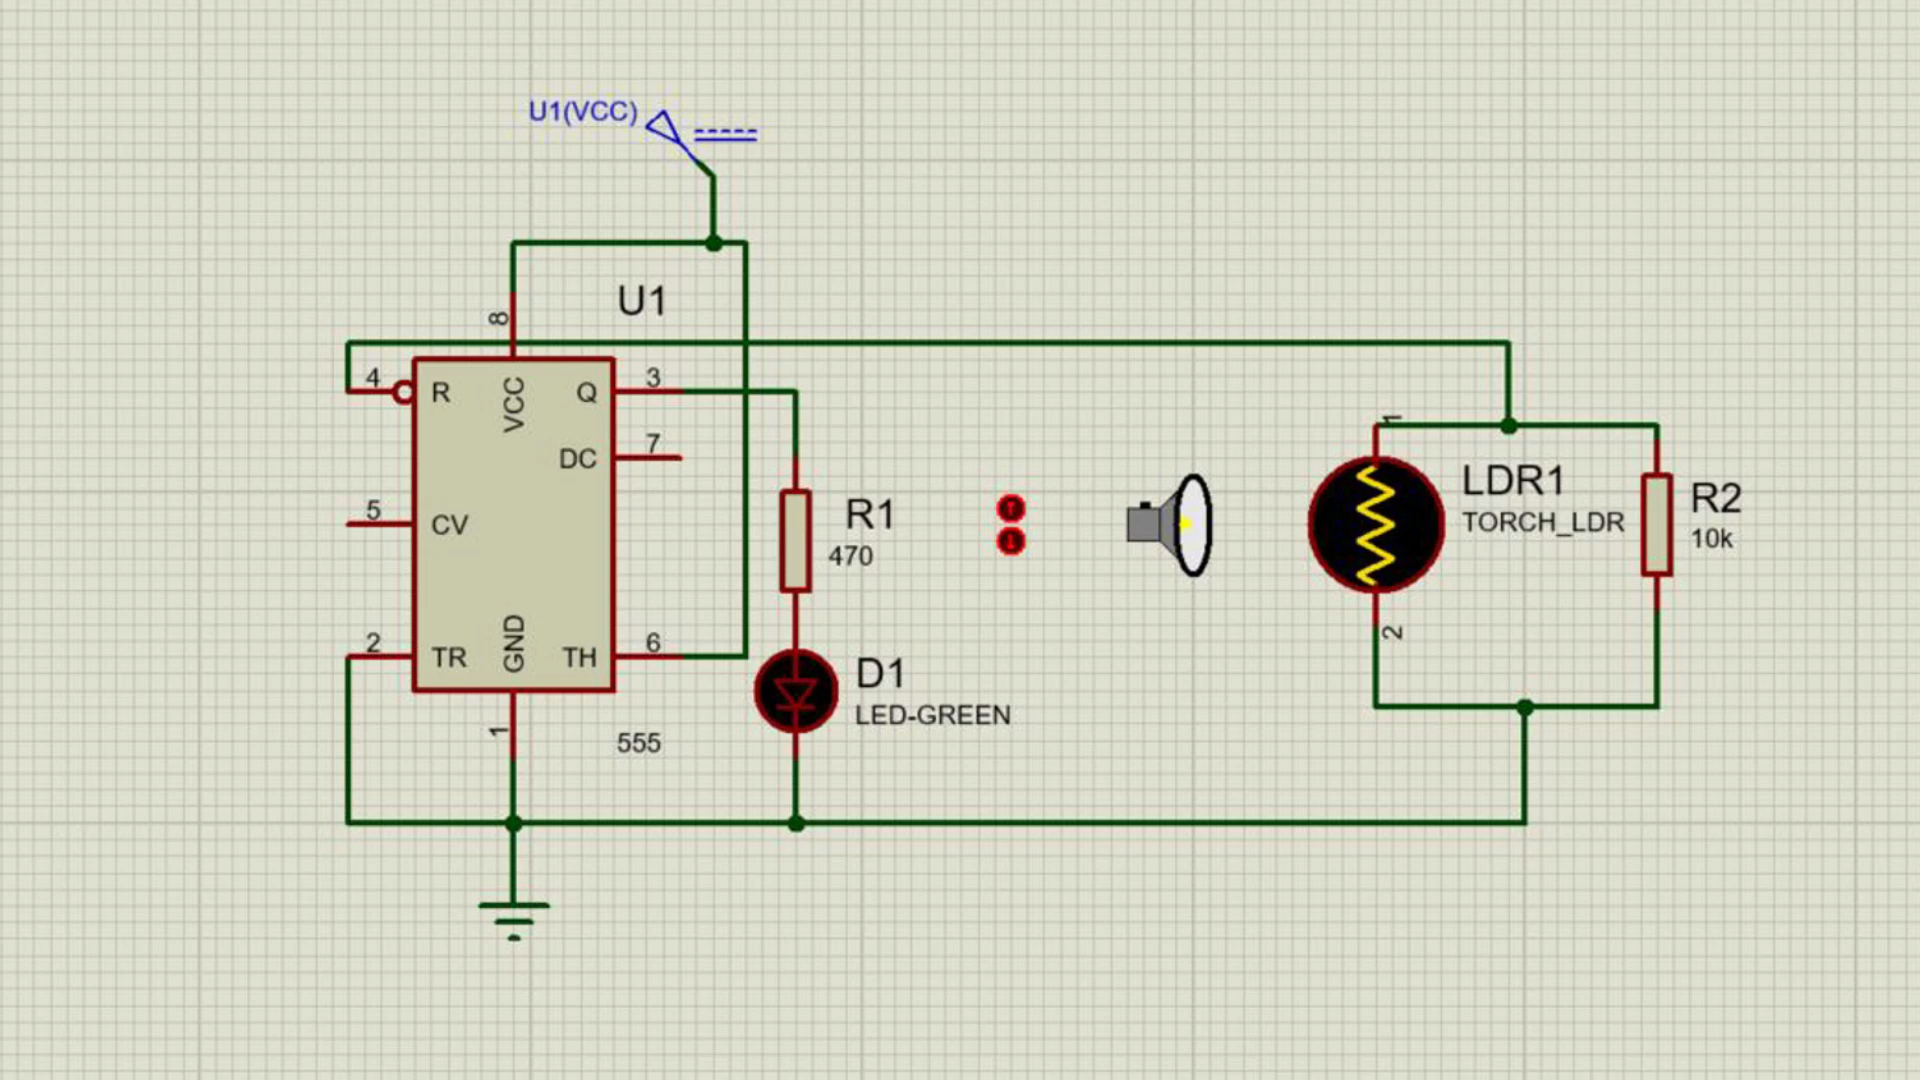 U1(VCC)
U1
8
4
R
VCC
Q
3
DC
7
5
CV
R1
470
1
LDR1
TORCH_LDR
R2
10k
2
TR
GND
TH
6
2
D1
LED-GREEN
1
555